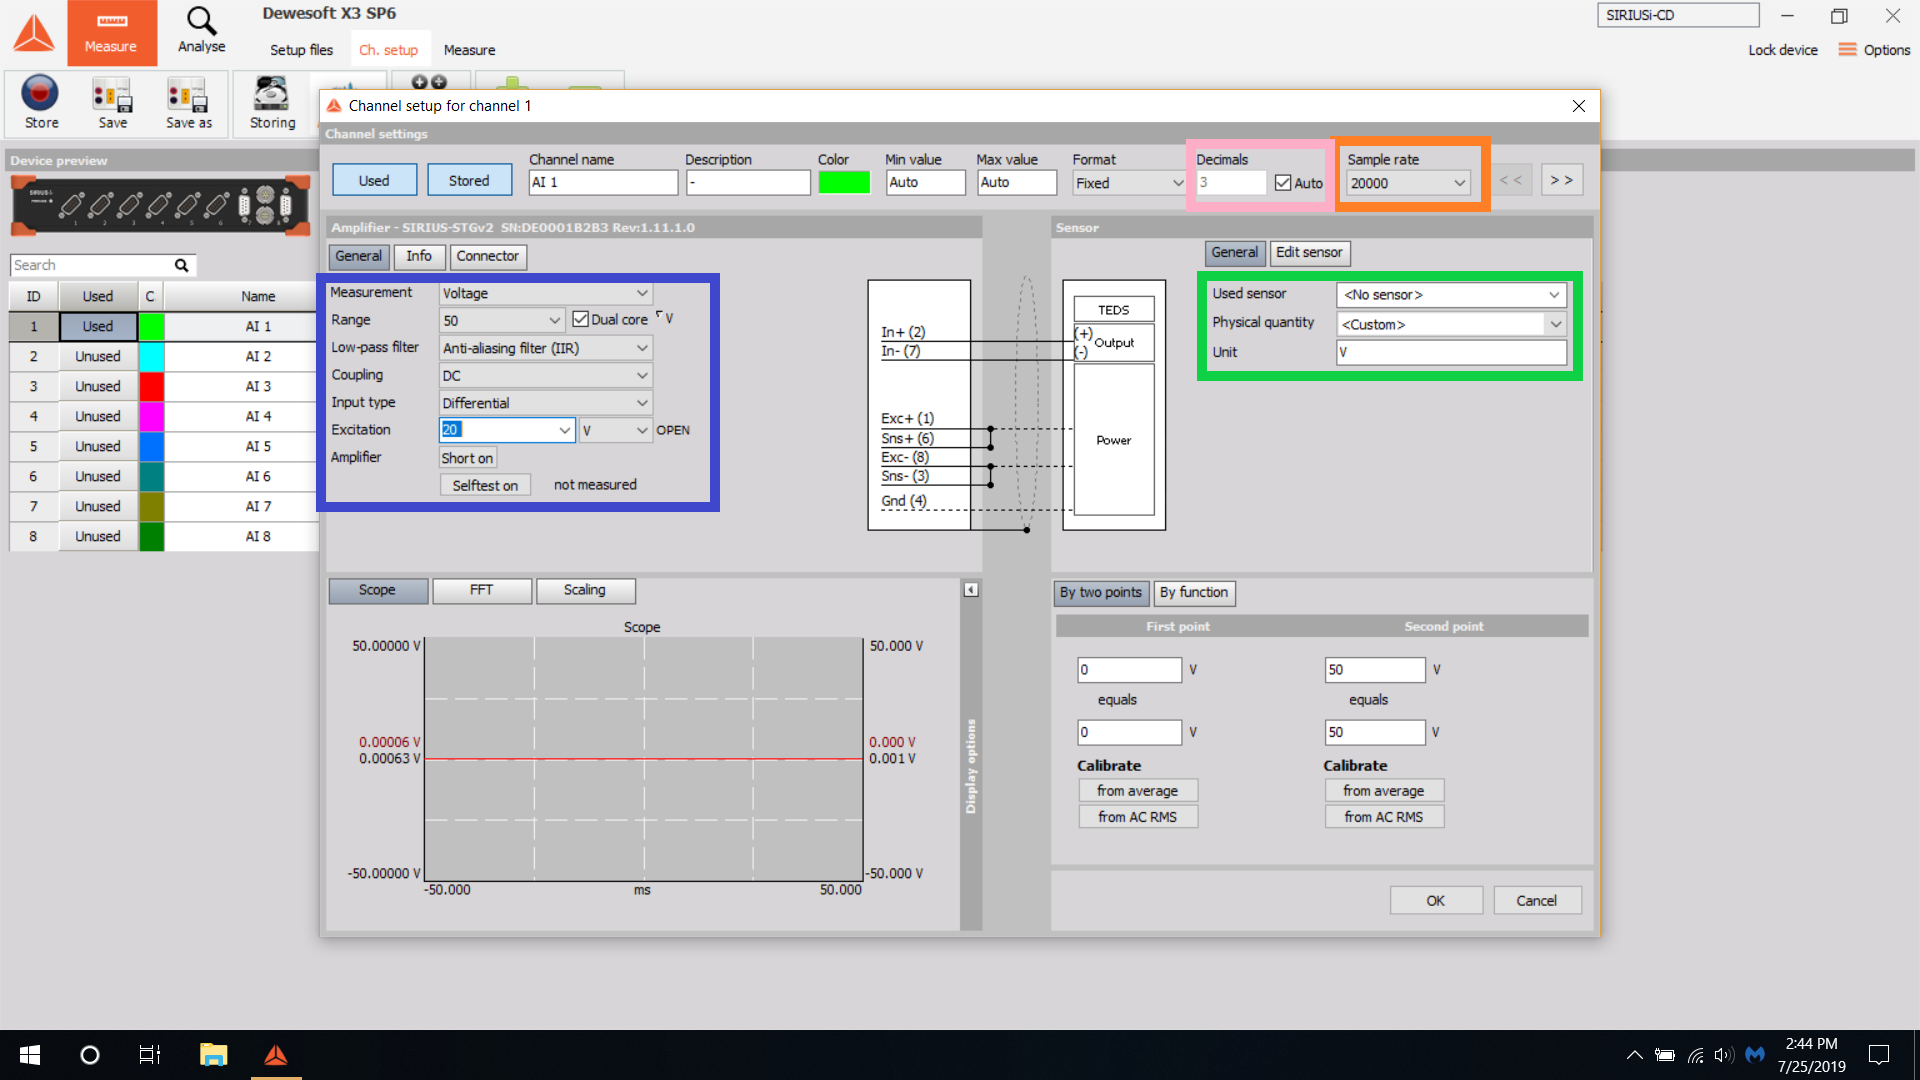 Dewesoft X3 SP6
SIRIUSi-CD
Measure
Analyse
Setup files
Ch. setup
Measure
Lock device
Options
Store
Save
Save as
Storing
Channel setup for channel 1
Channel settings
Device preview
Used
Stored
Channel name
AI 1
Description
-
Color
Min value
Auto
Max value
Auto
Format
Fixed
Decimals
3
Auto
Sample rate
20000
< <
> >
Amplifier - SIRIUS-STGv2 SN:DE0001B2B3 Rev:1.11.1.0
Sensor
General
Info
Connector
General
Edit sensor
Search
ID
Used
C.
Name
1
Used
AI 1
2
Unused
AI 2
3
Unused
AI 3
4
Unused
AI 4
5
Unused
AI 5
6
Unused
AI 6
7
Unused
AI 7
8
Unused
AI 8
Measurement
Voltage
Range
50
Dual core
V
Low-pass filter
Anti-aliasing filter (IIR)
Coupling
DC
Input type
Differential
Excitation
20
V
OPEN
Amplifier
Short on
Selftest on
not measured
In+ (2)
In- (7)
Exc+ (1)
Sns+ (6)
Exc- (8)
Sns- (3)
Gnd (4)
TEDS
(+)
(-)
Output
Power
Used sensor
<No sensor>
Physical quantity
<Custom>
Unit
V
Scope
FFT
Scaling
Scope
50.00000 V
50.000 V
0.00006 V
0.000 V
0.00063 V
0.001 V
-50.00000 V
-50.000 V
-50.000
ms
50.000
Display options
By two points
By function
First point
Second point
0 V
50 V
equals
equals
0 V
50 V
Calibrate
Calibrate
from average
from average
from AC RMS
from AC RMS
OK
Cancel
2:44 PM
7/25/2019